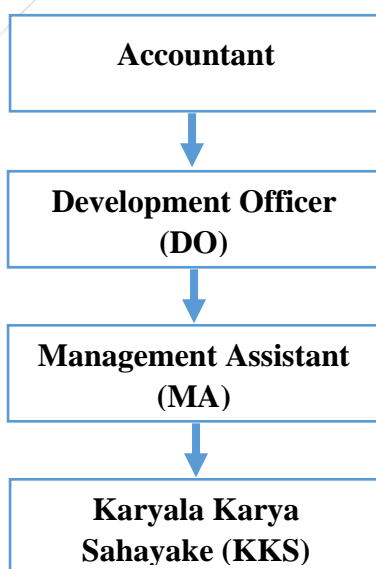 Accountant
Development Officer
(DO)
Management Assistant
(MA)
Karyala Karya
Sahayake (KKS)